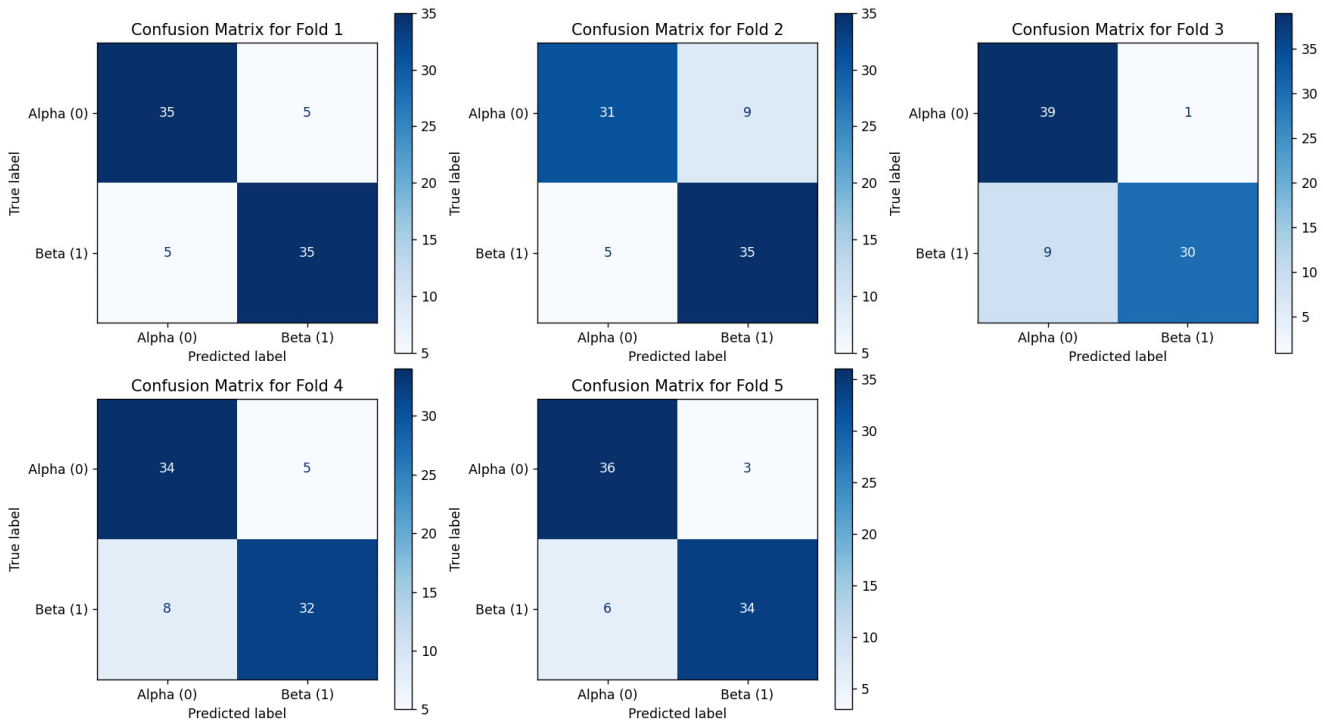 Confusion Matrix for Fold 1
Alpha (0)
35
5
Beta (1)
5
35
Alpha (0)
Beta (1)
True label
Predicted label
35
30
25
20
15
10
5
Confusion Matrix for Fold 2
Alpha (0)
31
9
Beta (1)
5
35
Alpha (0)
Beta (1)
True label
Predicted label
35
30
25
20
15
10
5
Confusion Matrix for Fold 3
Alpha (0)
39
1
Beta (1)
9
30
Alpha (0)
Beta (1)
True label
Predicted label
35
30
25
20
15
10
5
Confusion Matrix for Fold 4
Alpha (0)
34
5
Beta (1)
8
32
Alpha (0)
Beta (1)
True label
Predicted label
30
25
20
15
10
5
Confusion Matrix for Fold 5
Alpha (0)
36
3
Beta (1)
6
34
Alpha (0)
Beta (1)
True label
Predicted label
35
30
25
20
15
10
5